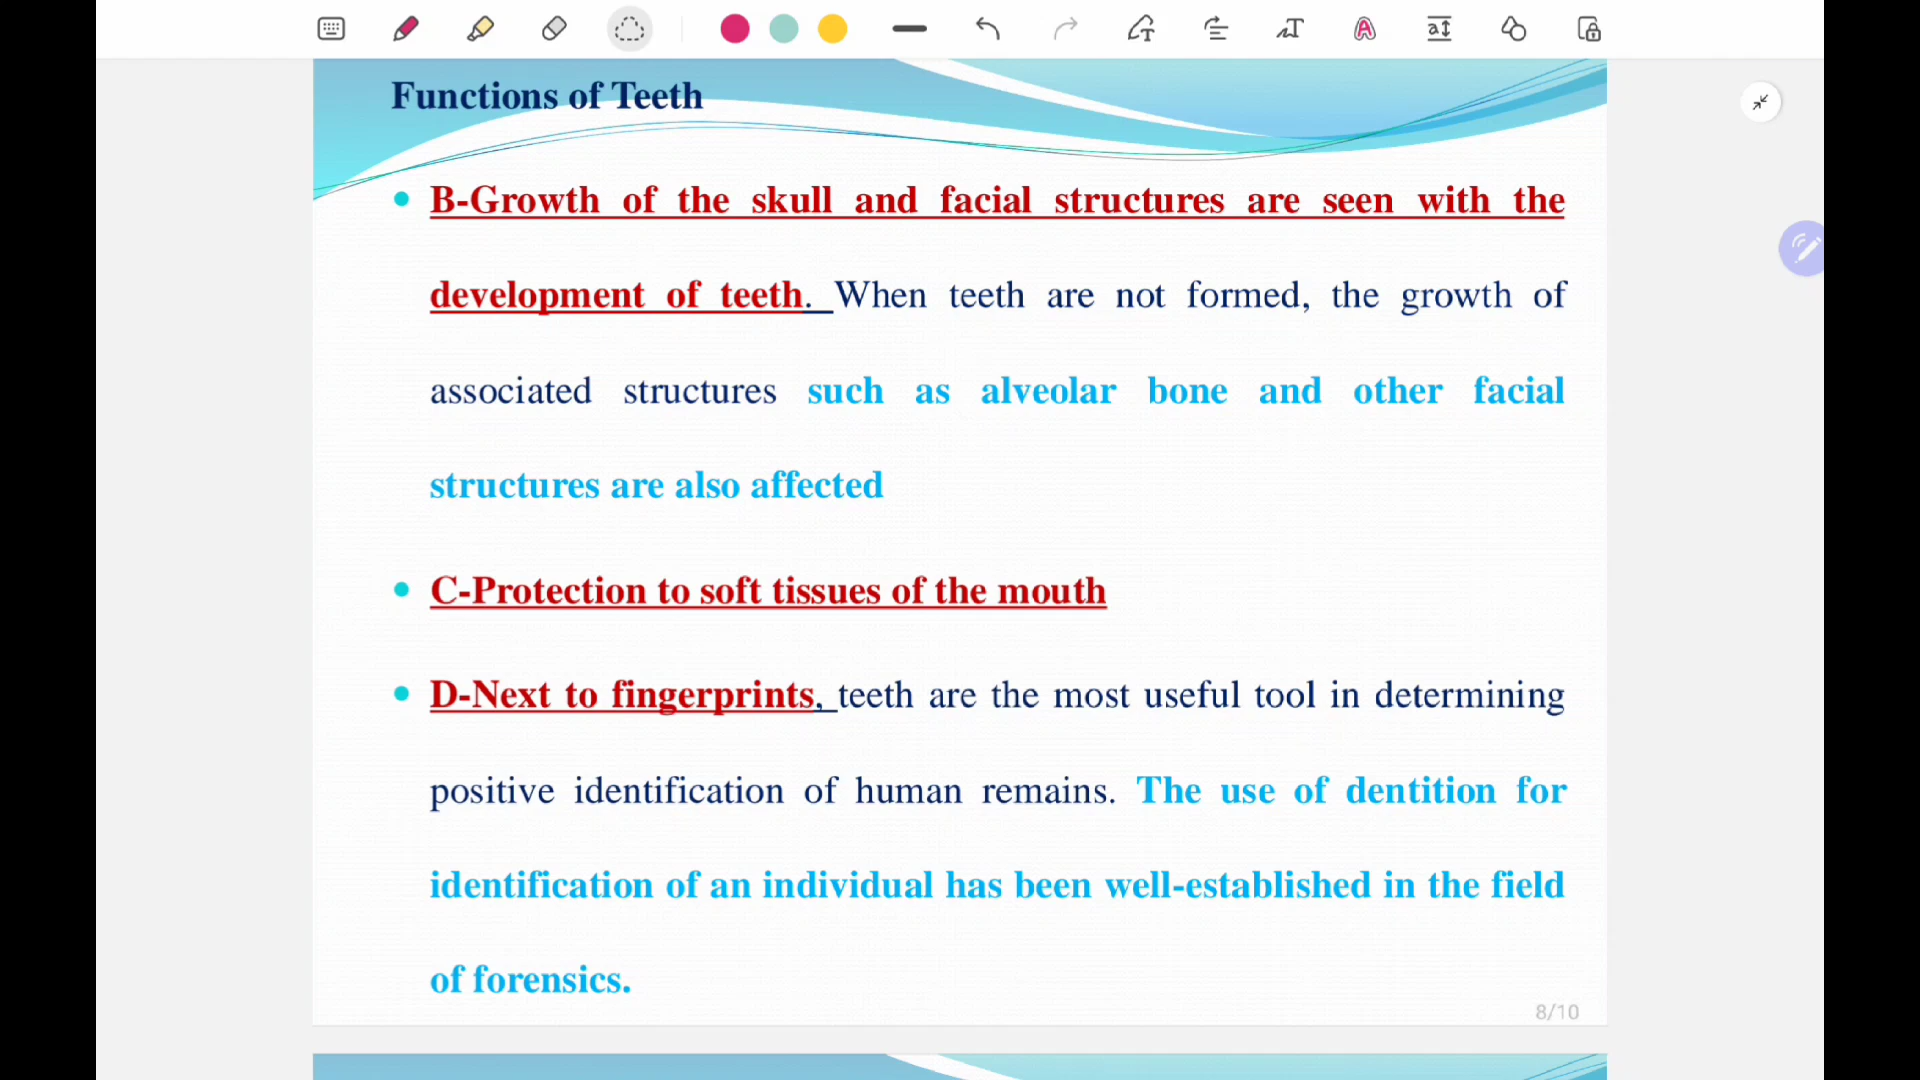 Functions of Teeth
B-Growth of the skull and facial structures are seen with the
development of teeth. When teeth are not formed, the growth of
associated structures such as alveolar bone and other facial
structures are also affected
C-Protection to soft tissues of the mouth
D-Next to fingerprints, teeth are the most useful tool in determining
positive identification of human remains. The use of dentition for
identification of an individual has been well-established in the field
of forensics.
8/10